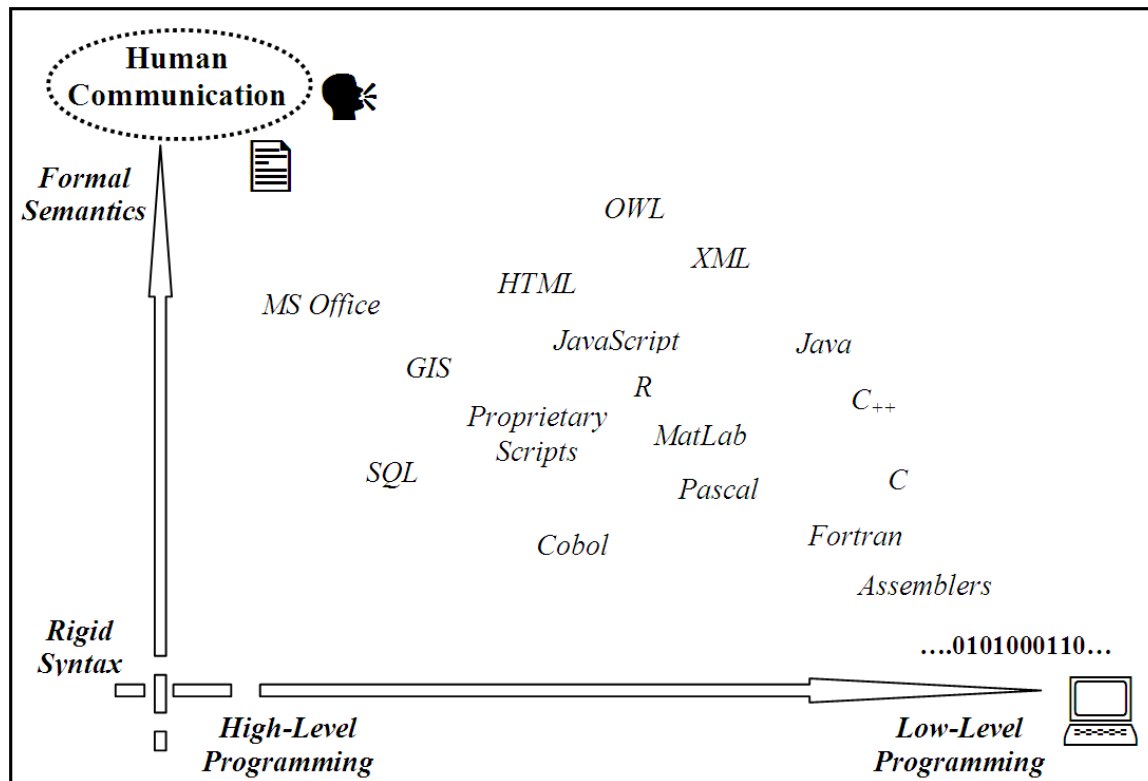 Human
Communication
Formal
Semantics
OWL
XML
HTML
MS Office
JavaScript
Java
GIS
R
C++
Proprietary
Scripts
MatLab
SQL
Pascal
C
Cobol
Fortran
Assemblers
Rigid
Syntax
….0101000110…
High-Level
Programming
Low-Level
Programming